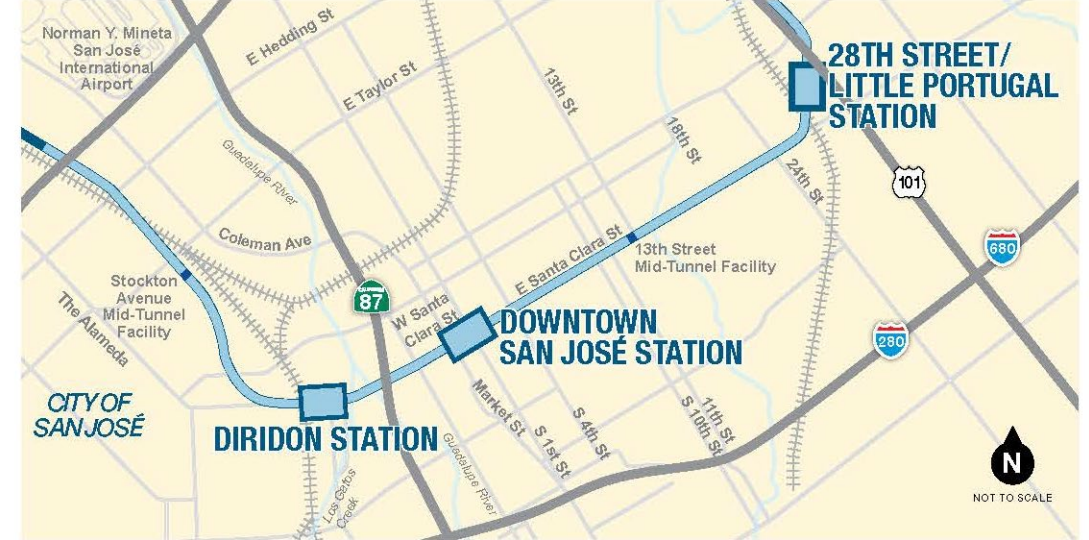 Norman Y. Mineta
San José
International
Airport
E Hedding St
E Taylor St
13th St
18th St
24th St
28TH STREET/
LITTLE PORTUGAL
STATION
101
680
280
87
Guadalupe River
Coleman Ave
E Santa Clara St
13th Street
Mid-Tunnel Facility
Stockton
Avenue
Mid-Tunnel
Facility
The Alameda
W Santa
Clara St
DOWNTOWN
SAN JOSÉ STATION
CITY OF
SAN JOSÉ
DIRIDON STATION
Market St
S 1st St
S 4th St
S 10th St
11th St
Guadalupe River
Los Gatos
Creek
N
NOT TO SCALE